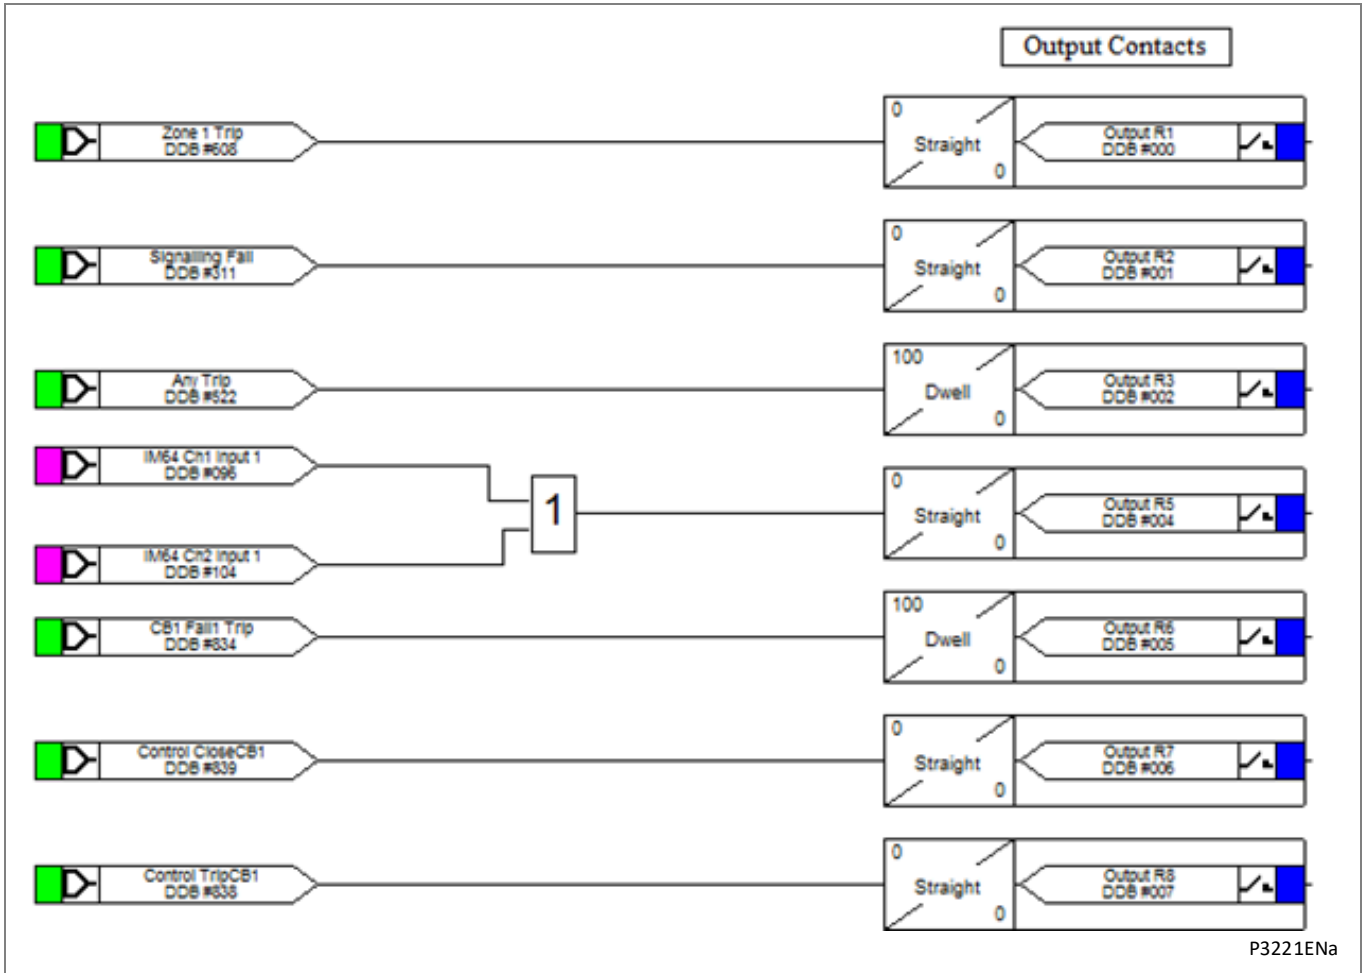 Output Contacts
Zone 1 Trip
DDB #608
0
Straight
0
Output R1
DDB #000
Signalling Fail
DDB #311
0
Straight
0
Output R2
DDB #001
Any Trip
DDB #522
100
Dwell
0
Output R3
DDB #002
IM64 Ch1 Input 1
DDB #096
1
0
Straight
0
Output R5
DDB #004
IM64 Ch2 Input 1
DDB #104
CB1 Fail1 Trip
DDB #834
100
Dwell
0
Output R6
DDB #005
Control CloseCB1
DDB #839
0
Straight
0
Output R7
DDB #006
Control TripCB1
DDB #838
0
Straight
0
Output R8
DDB #007
P3221ENa